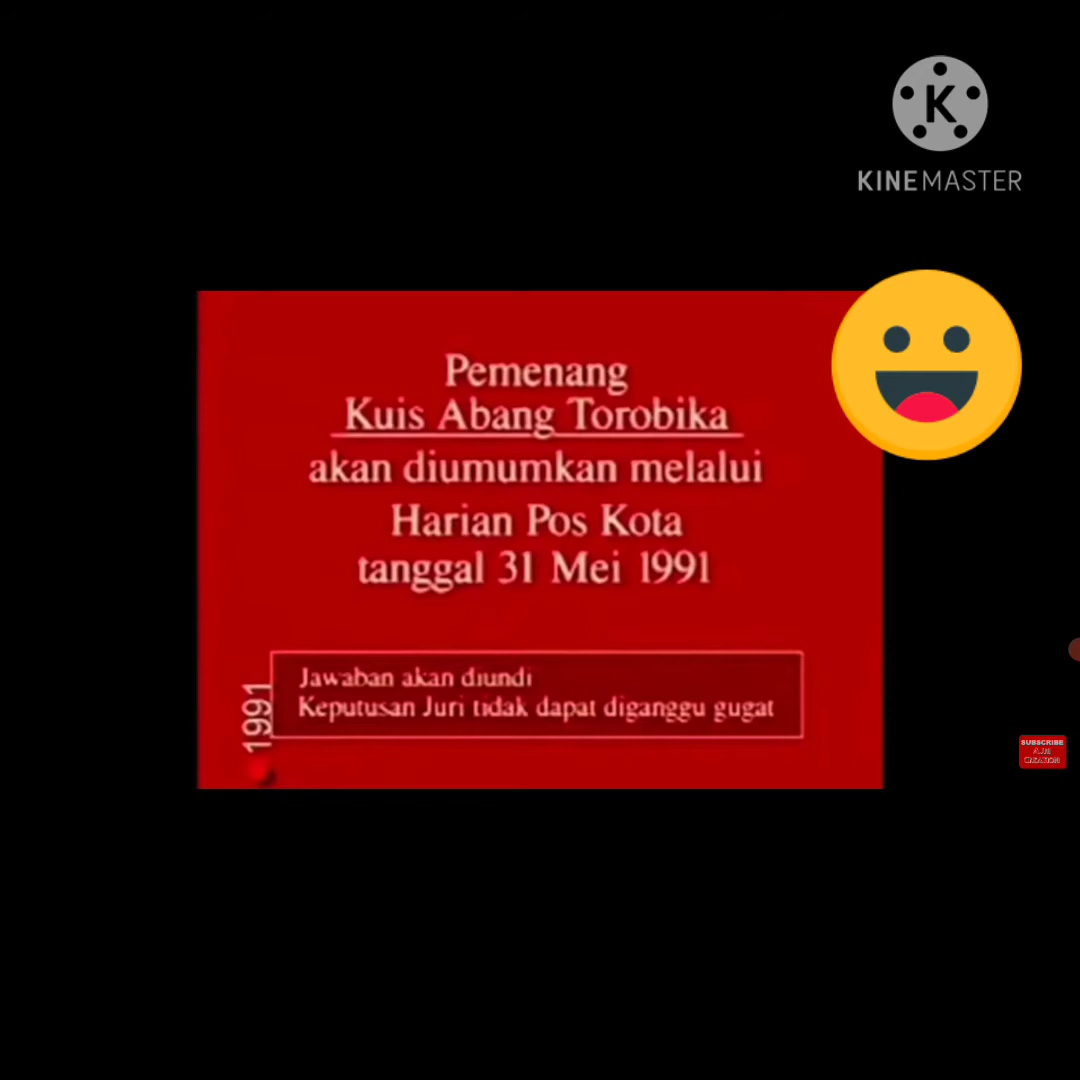 K
KINEMASTER
Pemenang
Kuis Abang Torobika
akan diumumkan melalui
Harian Pos Kota
tanggal 31 Mei 1991
Jawaban akan diundi
Keputusan Juri tidak dapat diganggu gugat
1991
SUBSCRIBE
CREATION